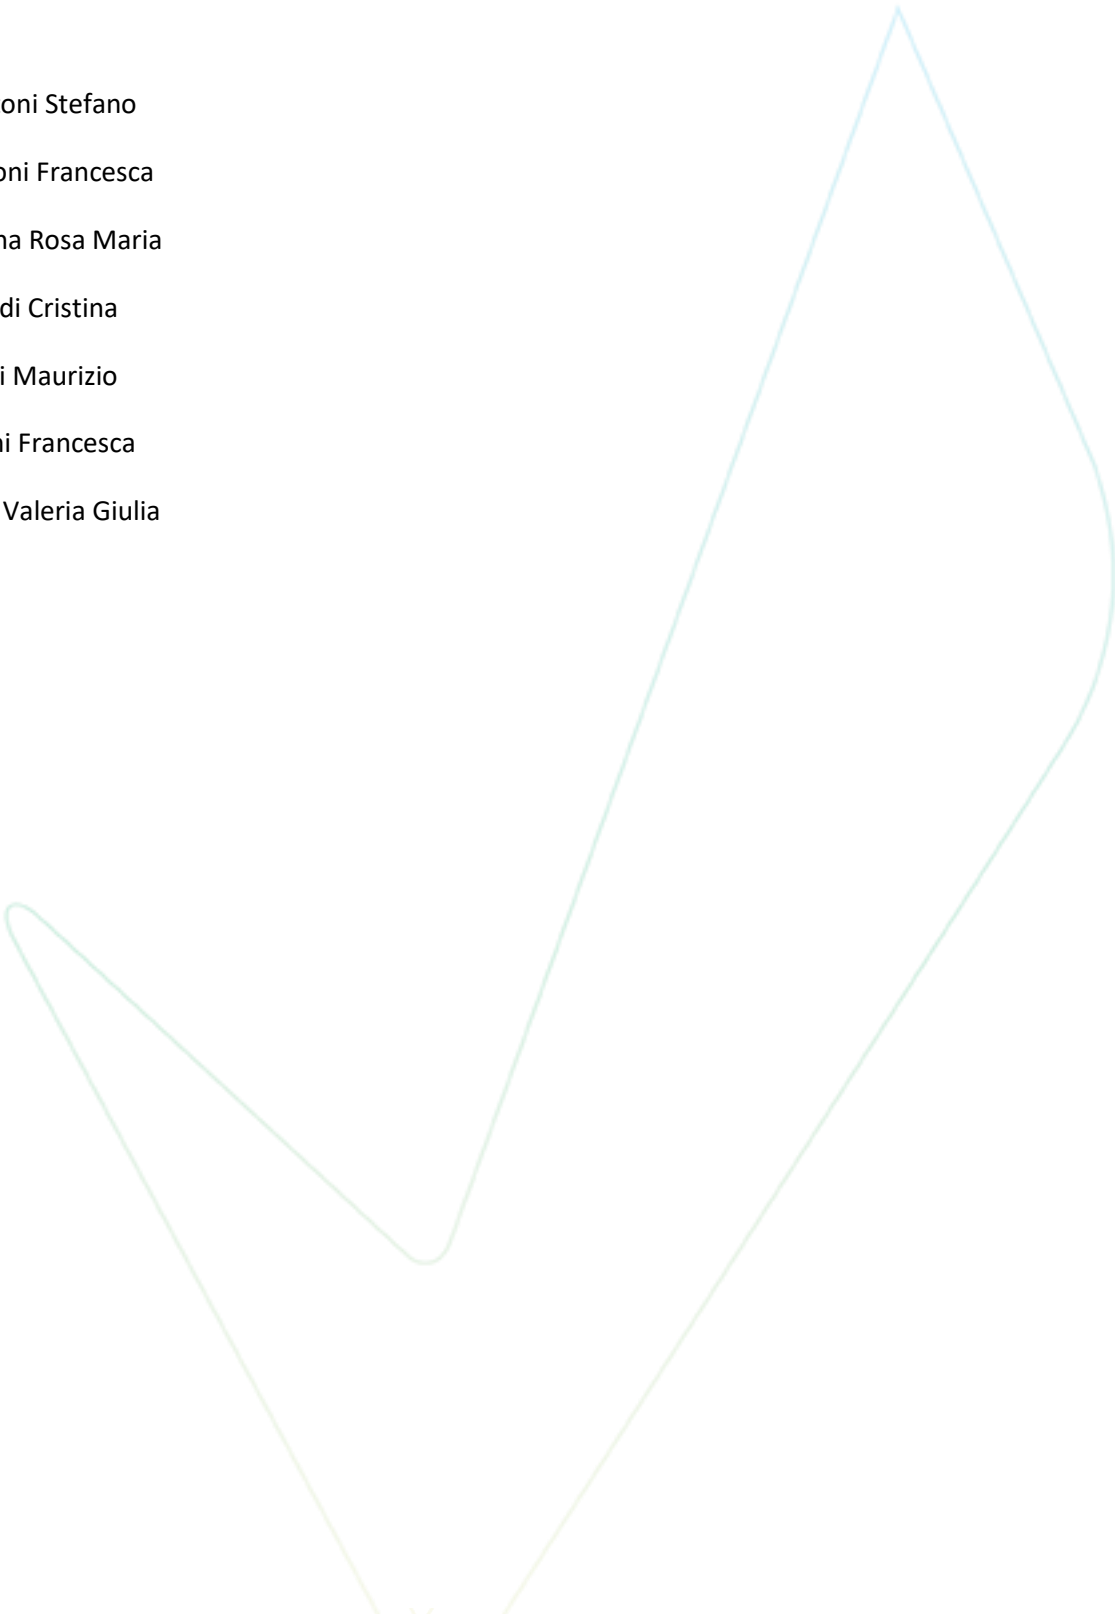 oni Stefano
oni Francesca
na Rosa Maria
di Cristina
i Maurizio
ni Francesca
Valeria Giulia